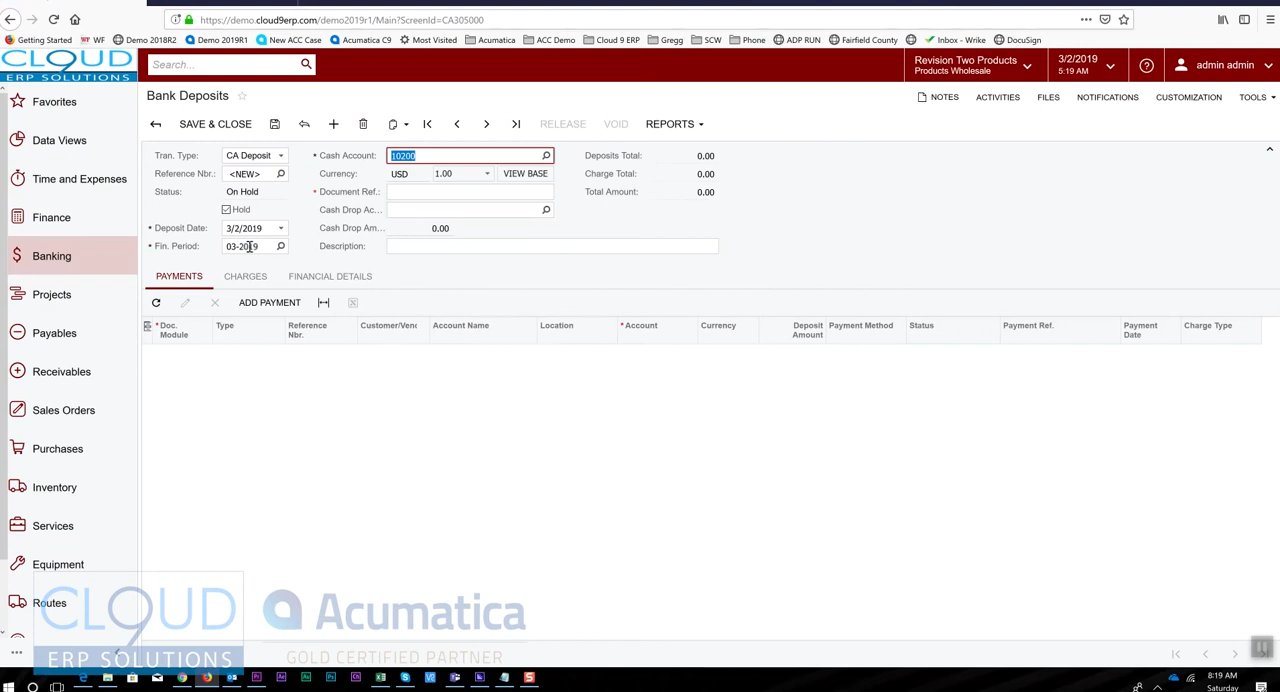 https://demo.cloud9erp.com/demo2019r1/Main?ScreenId=CA305000
Getting Started WF Demo 2018R2 Demo 2019R1 New ACC Case Acumatica C9 Most Visited Acumatica ACC Demo Cloud 9 ERP SCW Phone ADP RUN Fairfield County Inbox - Wrike DocuSign
CLOUD
ERP SOLUTIONS
Search...
Revision Two Products
Products Wholesale
3/2/2019
5:19 AM
admin admin
Favorites
Data Views
Time and Expenses
Finance
Banking
Projects
Payables
Receivables
Sales Orders
Purchases
Inventory
Services
Equipment
Routes
Bank Deposits
NOTES ACTIVITIES FILES NOTIFICATIONS CUSTOMIZATION TOOLS
SAVE & CLOSE RELEASE VOID REPORTS
Tran. Type: CA Deposit * Cash Account: 10200 Deposits Total: 0.00
Reference Nbr.: <NEW> Currency: USD 1.00 VIEW BASE Charge Total: 0.00
Status: On Hold * Document Ref.: Total Amount: 0.00
Hold Cash Drop Ac...
* Deposit Date: 3/2/2019 Cash Drop Am... 0.00
* Fin. Period: 03-2019 Description:
PAYMENTS CHARGES FINANCIAL DETAILS
ADD PAYMENT
* Doc. Module Type Reference Nbr. Customer/Venc Account Name Location * Account Currency Deposit Amount Payment Method Status Payment Ref. Payment Date Charge Type
CLOUD
ERP SOLUTIONS
Acumatica
GOLD CERTIFIED PARTNER
8:19 AM
Saturday